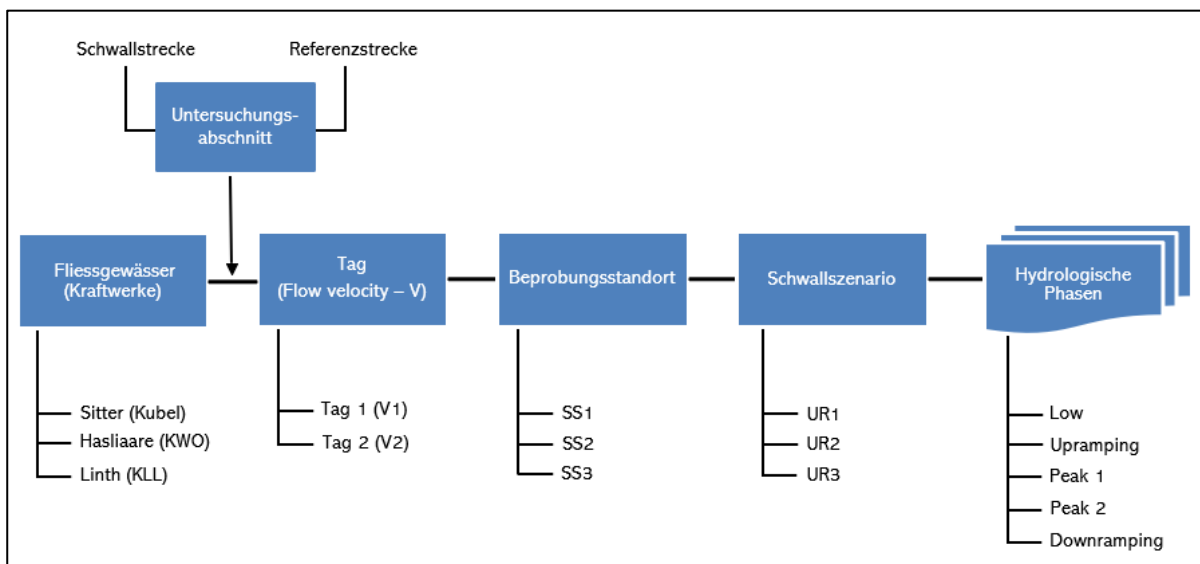 Schwallstrecke
Referenzstrecke
Untersuchungs-
abschnitt
Fliessgewässer
(Kraftwerke)
Tag
(Flow velocity – V)
Beprobungsstandort
Schwallszenario
Hydrologische
Phasen
Sitter (Kubel)
Hasliaare (KWO)
Linth (KLL)
Tag 1 (V1)
Tag 2 (V2)
SS1
SS2
SS3
UR1
UR2
UR3
Low
Upramping
Peak 1
Peak 2
Downramping